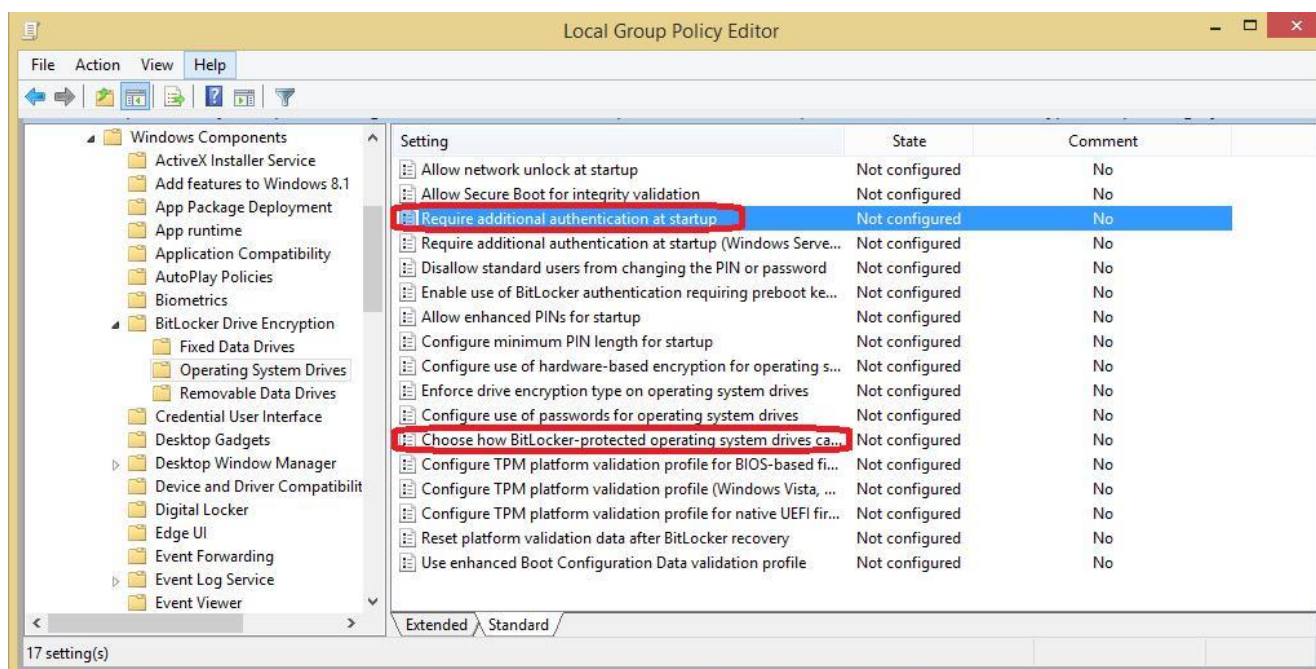 Local Group Policy Editor
File Action View Help
Windows Components
ActiveX Installer Service
Add features to Windows 8.1
App Package Deployment
App runtime
Application Compatibility
AutoPlay Policies
Biometrics
BitLocker Drive Encryption
Fixed Data Drives
Operating System Drives
Removable Data Drives
Credential User Interface
Desktop Gadgets
Desktop Window Manager
Device and Driver Compatibilit
Digital Locker
Edge UI
Event Forwarding
Event Log Service
Event Viewer
Setting State Comment
Allow network unlock at startup Not configured No
Allow Secure Boot for integrity validation Not configured No
Require additional authentication at startup Not configured No
Require additional authentication at startup (Windows Serve... Not configured No
Disallow standard users from changing the PIN or password Not configured No
Enable use of BitLocker authentication requiring preboot ke... Not configured No
Allow enhanced PINs for startup Not configured No
Configure minimum PIN length for startup Not configured No
Configure use of hardware-based encryption for operating s... Not configured No
Enforce drive encryption type on operating system drives Not configured No
Configure use of passwords for operating system drives Not configured No
Choose how BitLocker-protected operating system drives ca... Not configured No
Configure TPM platform validation profile for BIOS-based fi... Not configured No
Configure TPM platform validation profile (Windows Vista, ... Not configured No
Configure TPM platform validation profile for native UEFI fir... Not configured No
Reset platform validation data after BitLocker recovery Not configured No
Use enhanced Boot Configuration Data validation profile Not configured No
Extended Standard
17 setting(s)